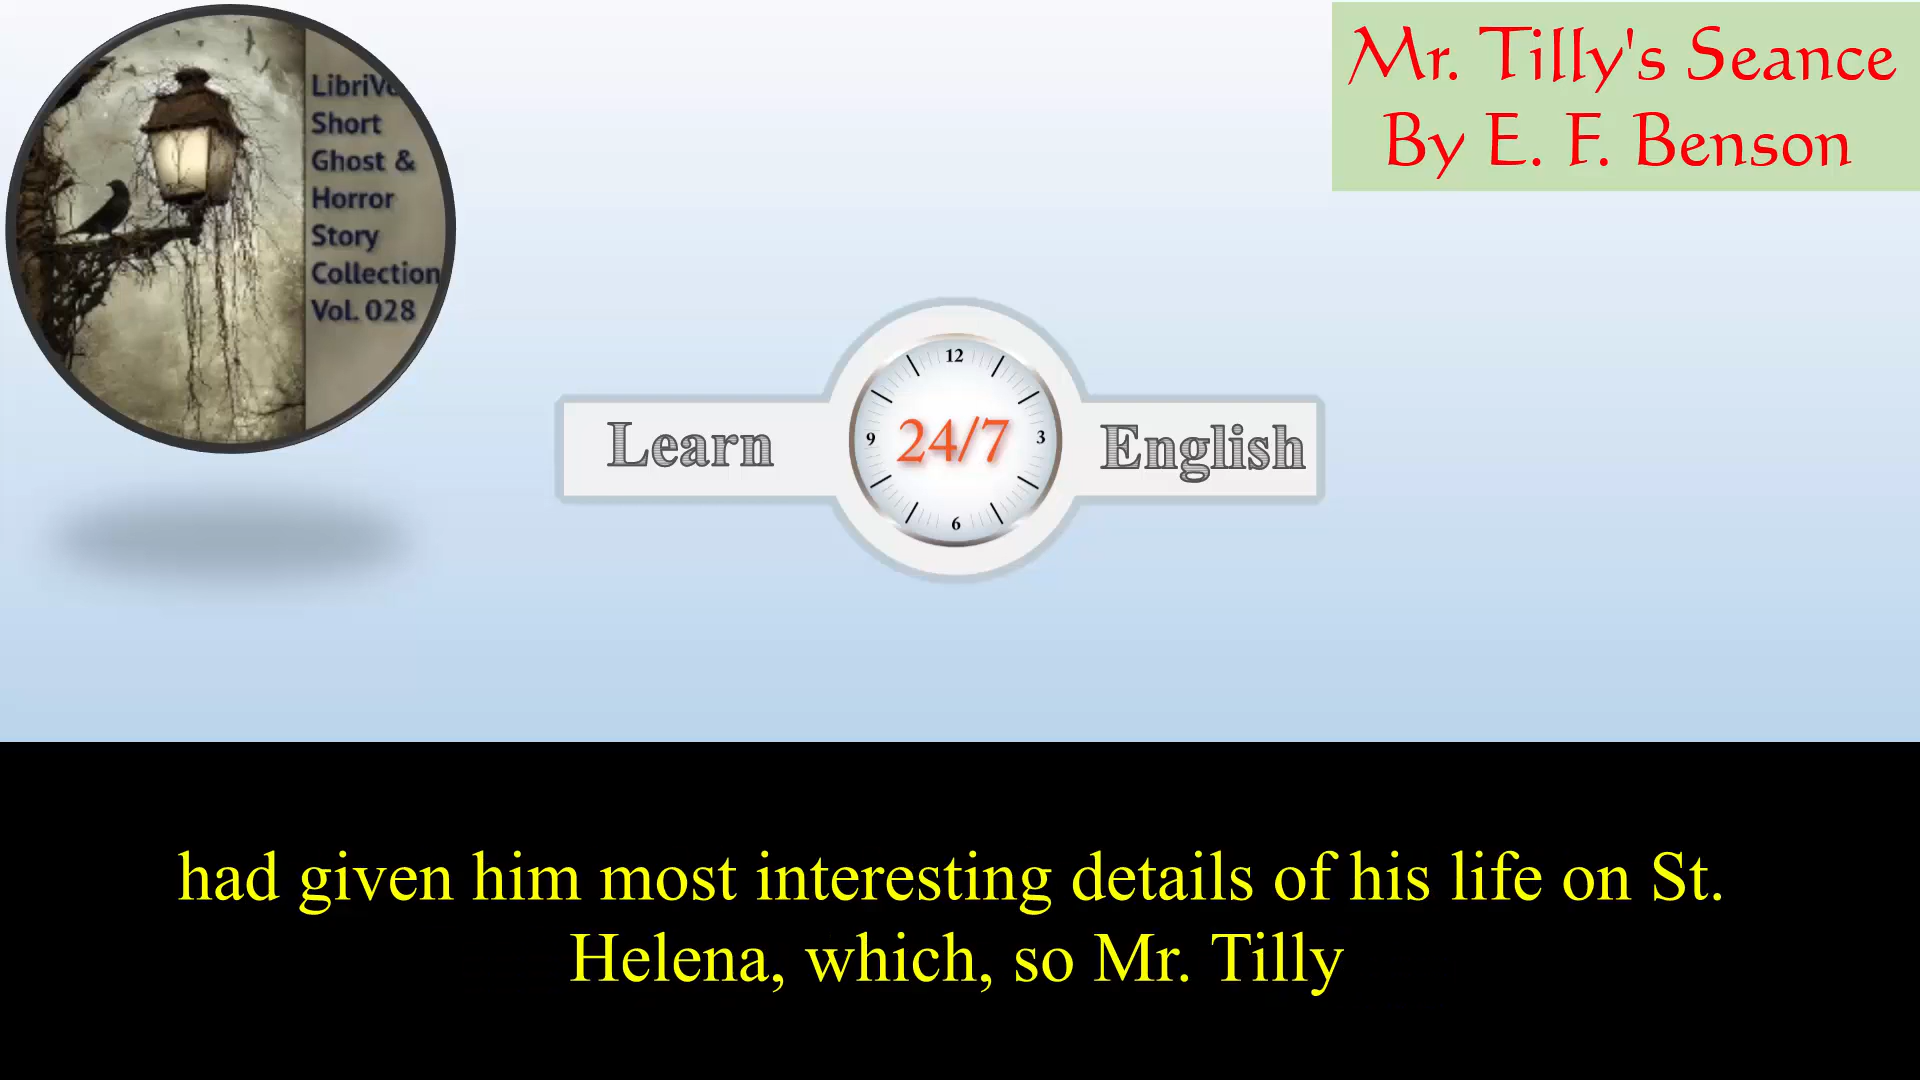 LibriVo
Short
Ghost &
Horror
Story
Collection
Vol. 028
Mr. Tilly's Seance
By E. F. Benson
Learn
12
9
24/7
3
6
English
had given him most interesting details of his life on St.
Helena, which, so Mr. Tilly